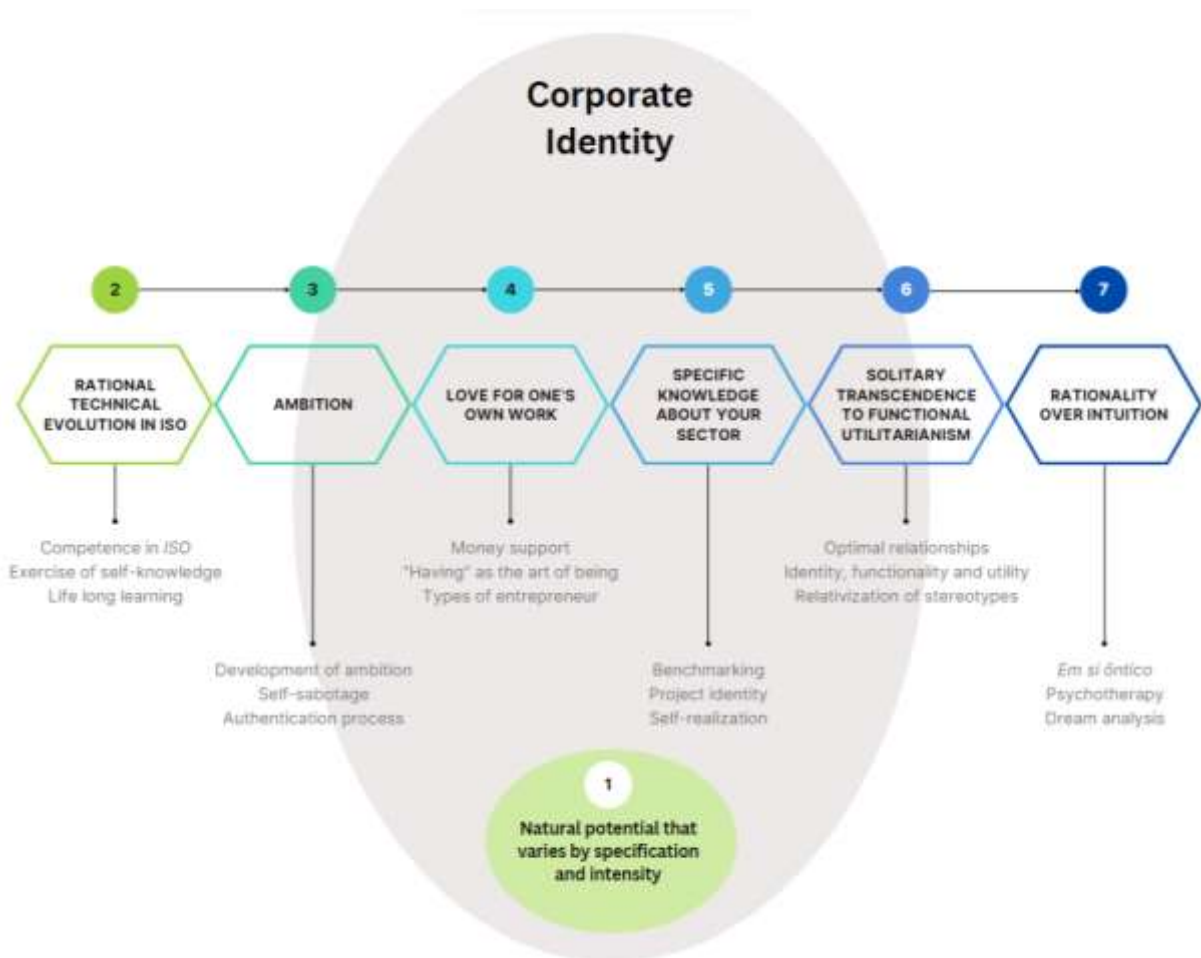 Corporate
Identity
2
3
4
5
6
7
RATIONAL
TECHNICAL
EVOLUTION IN ISO
AMBITION
LOVE FOR ONE'S
OWN WORK
SPECIFIC
KNOWLEDGE
ABOUT YOUR
SECTOR
SOLITARY
TRANSCENDENCE
TO FUNCTIONAL
UTILITARIANISM
RATIONALITY
OVER INTUITION
Competence in ISO
Exercise of self-knowledge
Life long learning
Money support
"Having" as the art of being
Types of entrepreneur
Optimal relationships
Identity, functionality and utility
Relativization of stereotypes
Development of ambition
Self-sabotage
Authentication process
Benchmarking
Project identity
Self-realization
Em si ôntico
Psychotherapy
Dream analysis
1
Natural potential that
varies by specification
and intensity